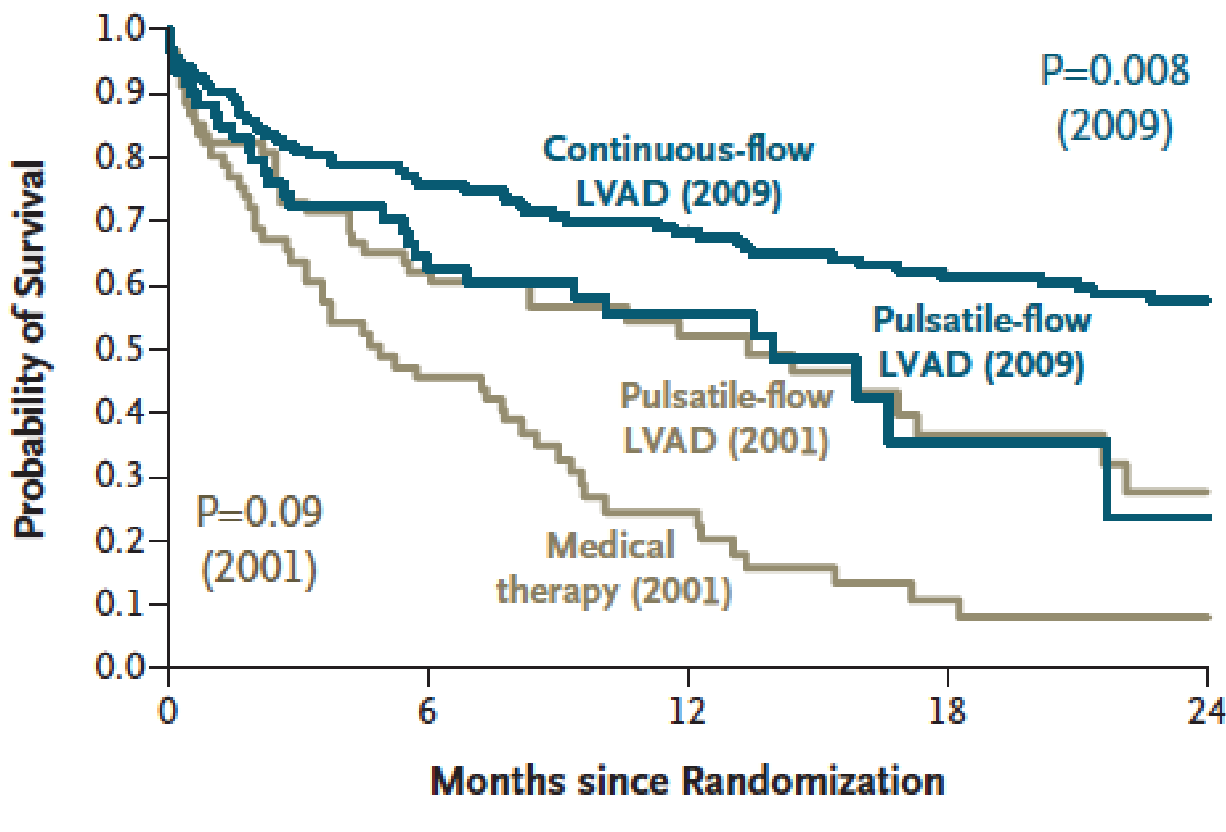 Probability of Survival
1.0
0.9
0.8
0.7
0.6
0.5
0.4
0.3
0.2
0.1
0.0
P=0.008
(2009)
Continuous-flow
LVAD (2009)
Pulsatile-flow
LVAD (2009)
Pulsatile-flow
LVAD (2001)
P=0.09
(2001)
Medical
therapy (2001)
0
6
12
18
24
Months since Randomization